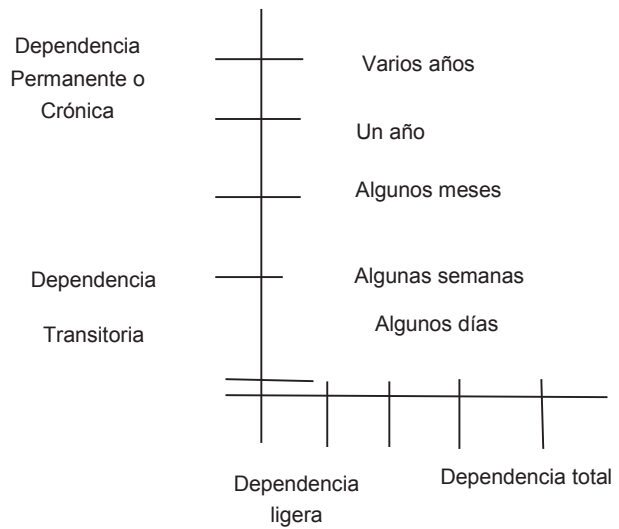 Dependencia
Permanente o
Crónica
Varios años
Un año
Algunos meses
Dependencia
Transitoria
Algunas semanas
Algunos días
Dependencia
ligera
Dependencia total